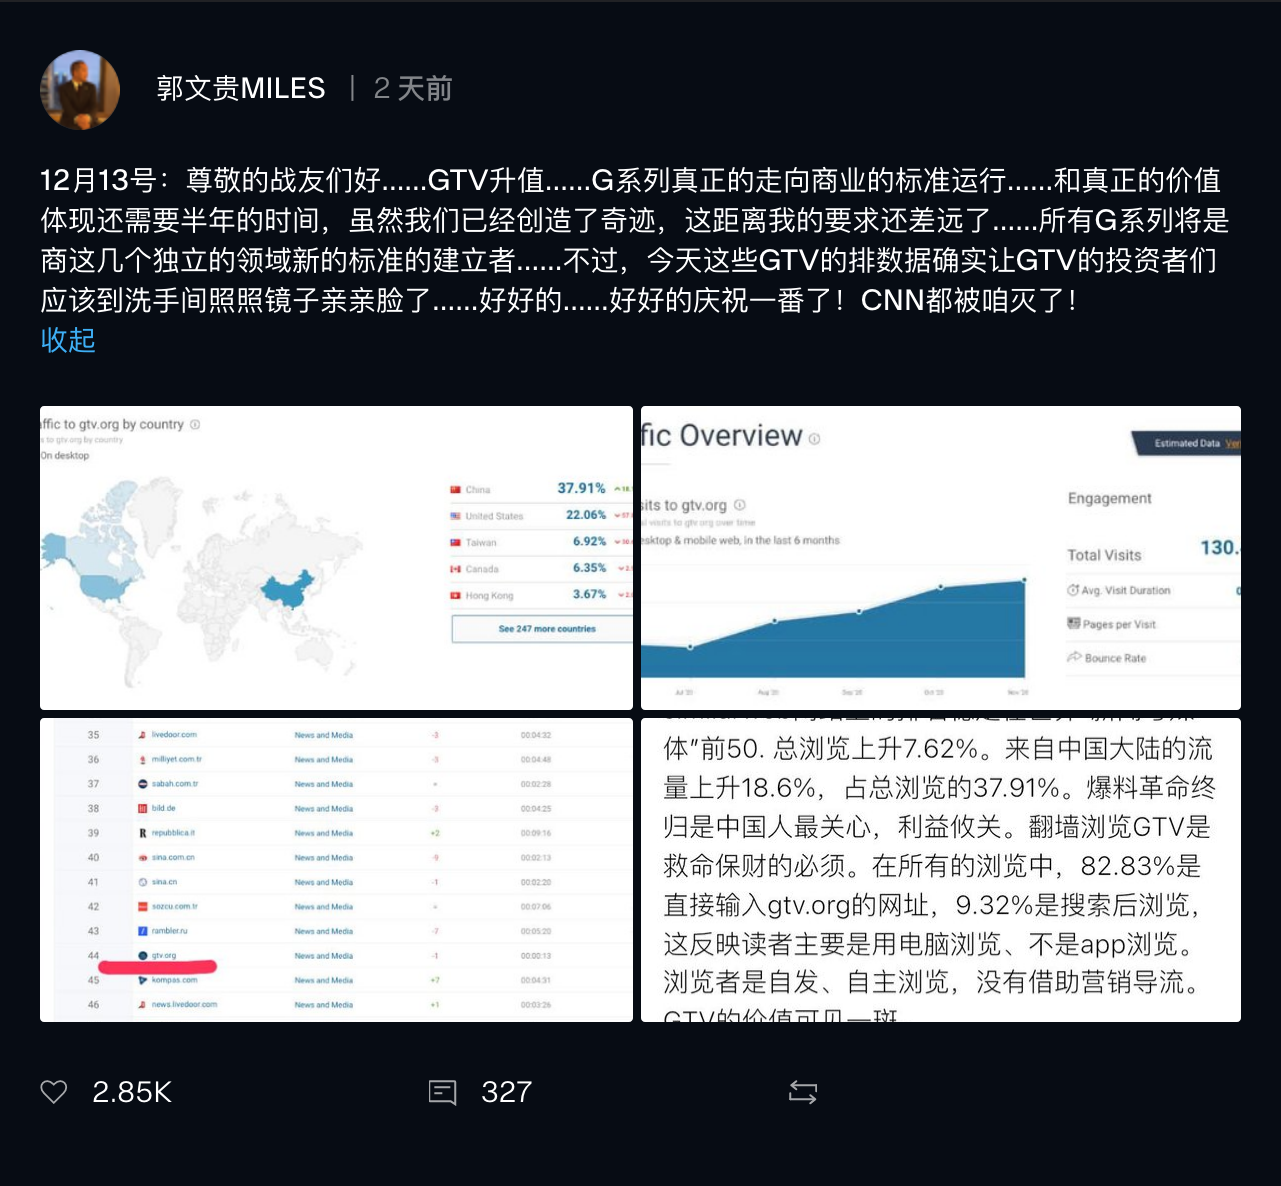 郭文贵MILES | 2 天前
12月13号：尊敬的战友们好......GTV升值......G系列真正的走向商业的标准运行......和真正的价值
体现还需要半年的时间，虽然我们已经创造了奇迹，这距离我的要求还差远了......所有G系列将是
商这几个独立的领域新的标准的建立者......不过，今天这些GTV的排数据确实让GTV的投资者们
应该到洗手间照照镜子亲亲脸了......好好的......好好的庆祝一番了！CNN都被咱灭了！
收起
ffic to gtv.org by country
s to gtv.org by country
On desktop
China 37.91%
United States 22.06%
Taiwan 6.92%
Canada 6.35%
Hong Kong 3.67%
See 247 more countries
fic Overview
Estimated Data
sits to gtv.org
al visits to gtv.org over time
esktop & mobile web, in the last 6 months
Jul '20 Aug '20 Sep '20 Oct '20 Nov '20
Engagement
Total Visits 130.
Avg. Visit Duration
Pages per Visit
Bounce Rate
35 livedoor.com News and Media -3 00:04:32
36 milliyet.com.tr News and Media -3 00:04:48
37 sabah.com.tr News and Media = 00:02:28
38 bild.de News and Media -3 00:04:25
39 repubblica.it News and Media +2 00:09:16
40 sina.com.cn News and Media -9 00:02:13
41 sina.cn News and Media -1 00:02:20
42 sozcu.com.tr News and Media = 00:07:06
43 rambler.ru News and Media -7 00:05:20
44 gtv.org News and Media -1 00:00:13
45 kompas.com News and Media +7 00:04:31
46 news.livedoor.com News and Media +1 00:03:26
体”前50. 总浏览上升7.62%。来自中国大陆的流
量上升18.6%，占总浏览的37.91%。爆料革命终
归是中国人最关心，利益攸关。翻墙浏览GTV是
救命保财的必须。在所有的浏览中，82.83%是
直接输入gtv.org的网址，9.32%是搜索后浏览，
这反映读者主要是用电脑浏览、不是app浏览。
浏览者是自发、自主浏览，没有借助营销导流。
GTV的价值可见一斑
2.85K
327